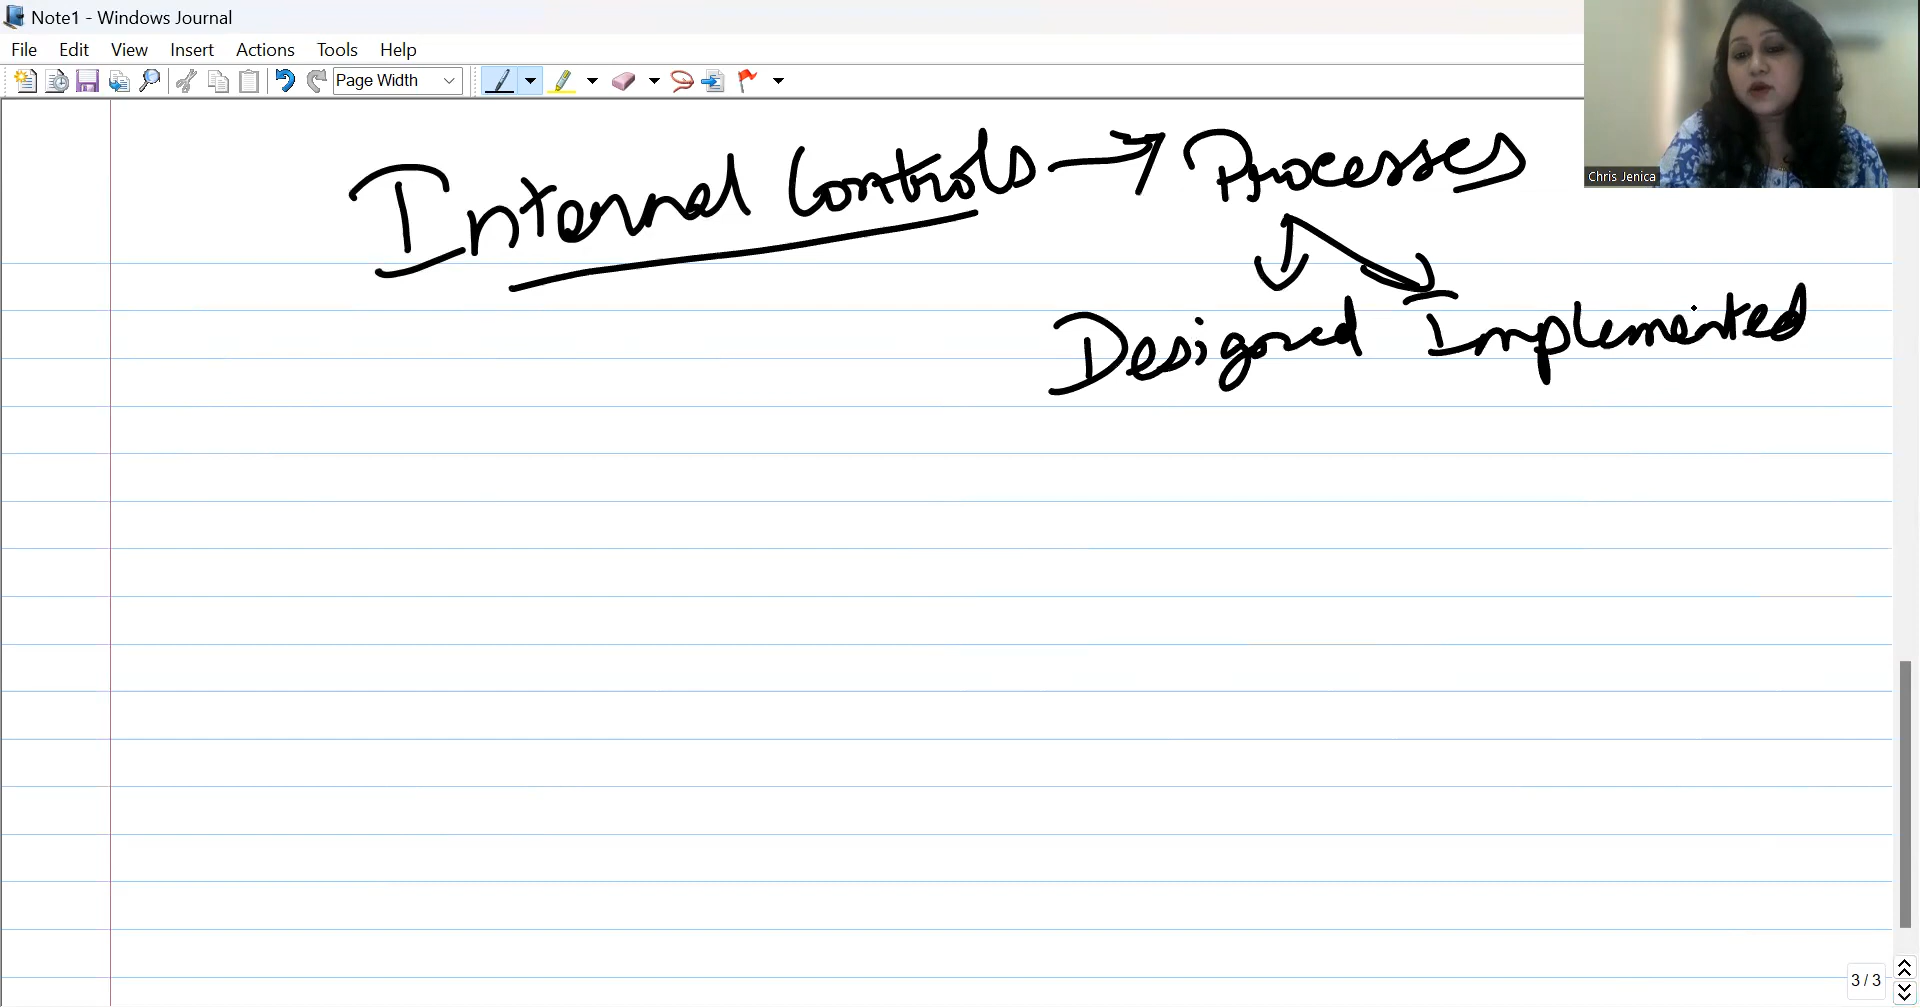 Note1 - Windows Journal
File Edit View Insert Actions Tools Help
Page Width
Chris Jenica
Internal Controls → Processes
Designed Implemented
3 / 3